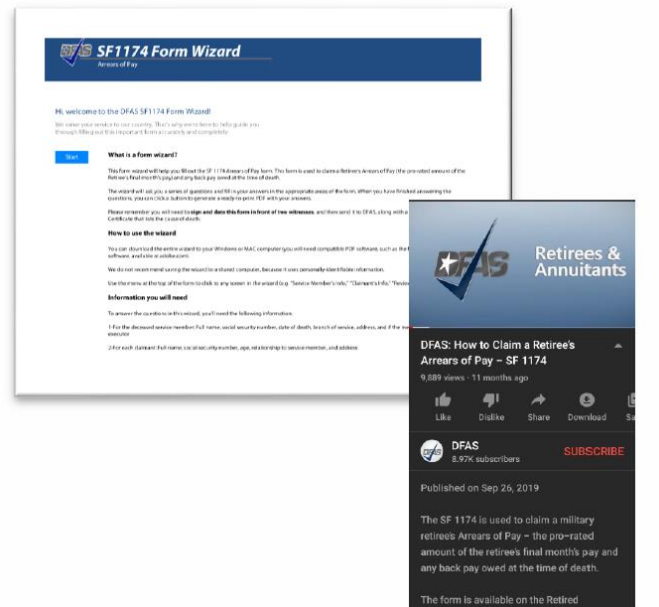 DFAS SF1174 Form Wizard
Arrears of Pay
Hi, welcome to the DFAS SF1174 Form Wizard!
We value your service to our country. That's why we're here to help guide you
through filling out this important form accurately and completely.
Start
What is a form wizard?
This form wizard will help you fill out the SF 1174 Arrears of Pay form. This form is used to claim a Retiree's Arrears of Pay (the pro-rated amount of the
Retiree's final month's pay) and any back pay owed at the time of death.
The wizard will ask you a series of questions and fill in your answers in the appropriate areas of the form. When you have finished answering the
questions, you can click a button to generate a ready-to-print PDF with your answers.
Please remember you will need to sign and date this form in front of two witnesses, and then send it to DFAS, along with a
Certificate that lists the cause of death.
How to use the wizard
You can download the entire wizard to your Windows or MAC computer (you will need compatible PDF software, such as the
software, available at adobe.com).
We do not recommend using the wizard on a shared computer, because it uses personally identifiable information.
Use the menu at the top of the form to click to any screen in the wizard (e.g. "Service Member's Info," "Claimant's Info," "Review
Information you will need
To answer the questions in this wizard, you'll need the following information:
1-For the deceased service member: Full name, social security number, date of death, branch of service, address, and if the
executor
2-For each claimant: Full name, social security number, age, relationship to service member, and address
DFAS
Retirees &
Annuitants
DFAS: How to Claim a Retiree's
Arrears of Pay – SF 1174
9,889 views · 11 months ago
Like Dislike Share Download Sa
DFAS
8.97K subscribers
SUBSCRIBE
Published on Sep 26, 2019
The SF 1174 is used to claim a military
retiree's Arrears of Pay – the pro-rated
amount of the retiree's final month's pay and
any back pay owed at the time of death.
The form is available on the Retired